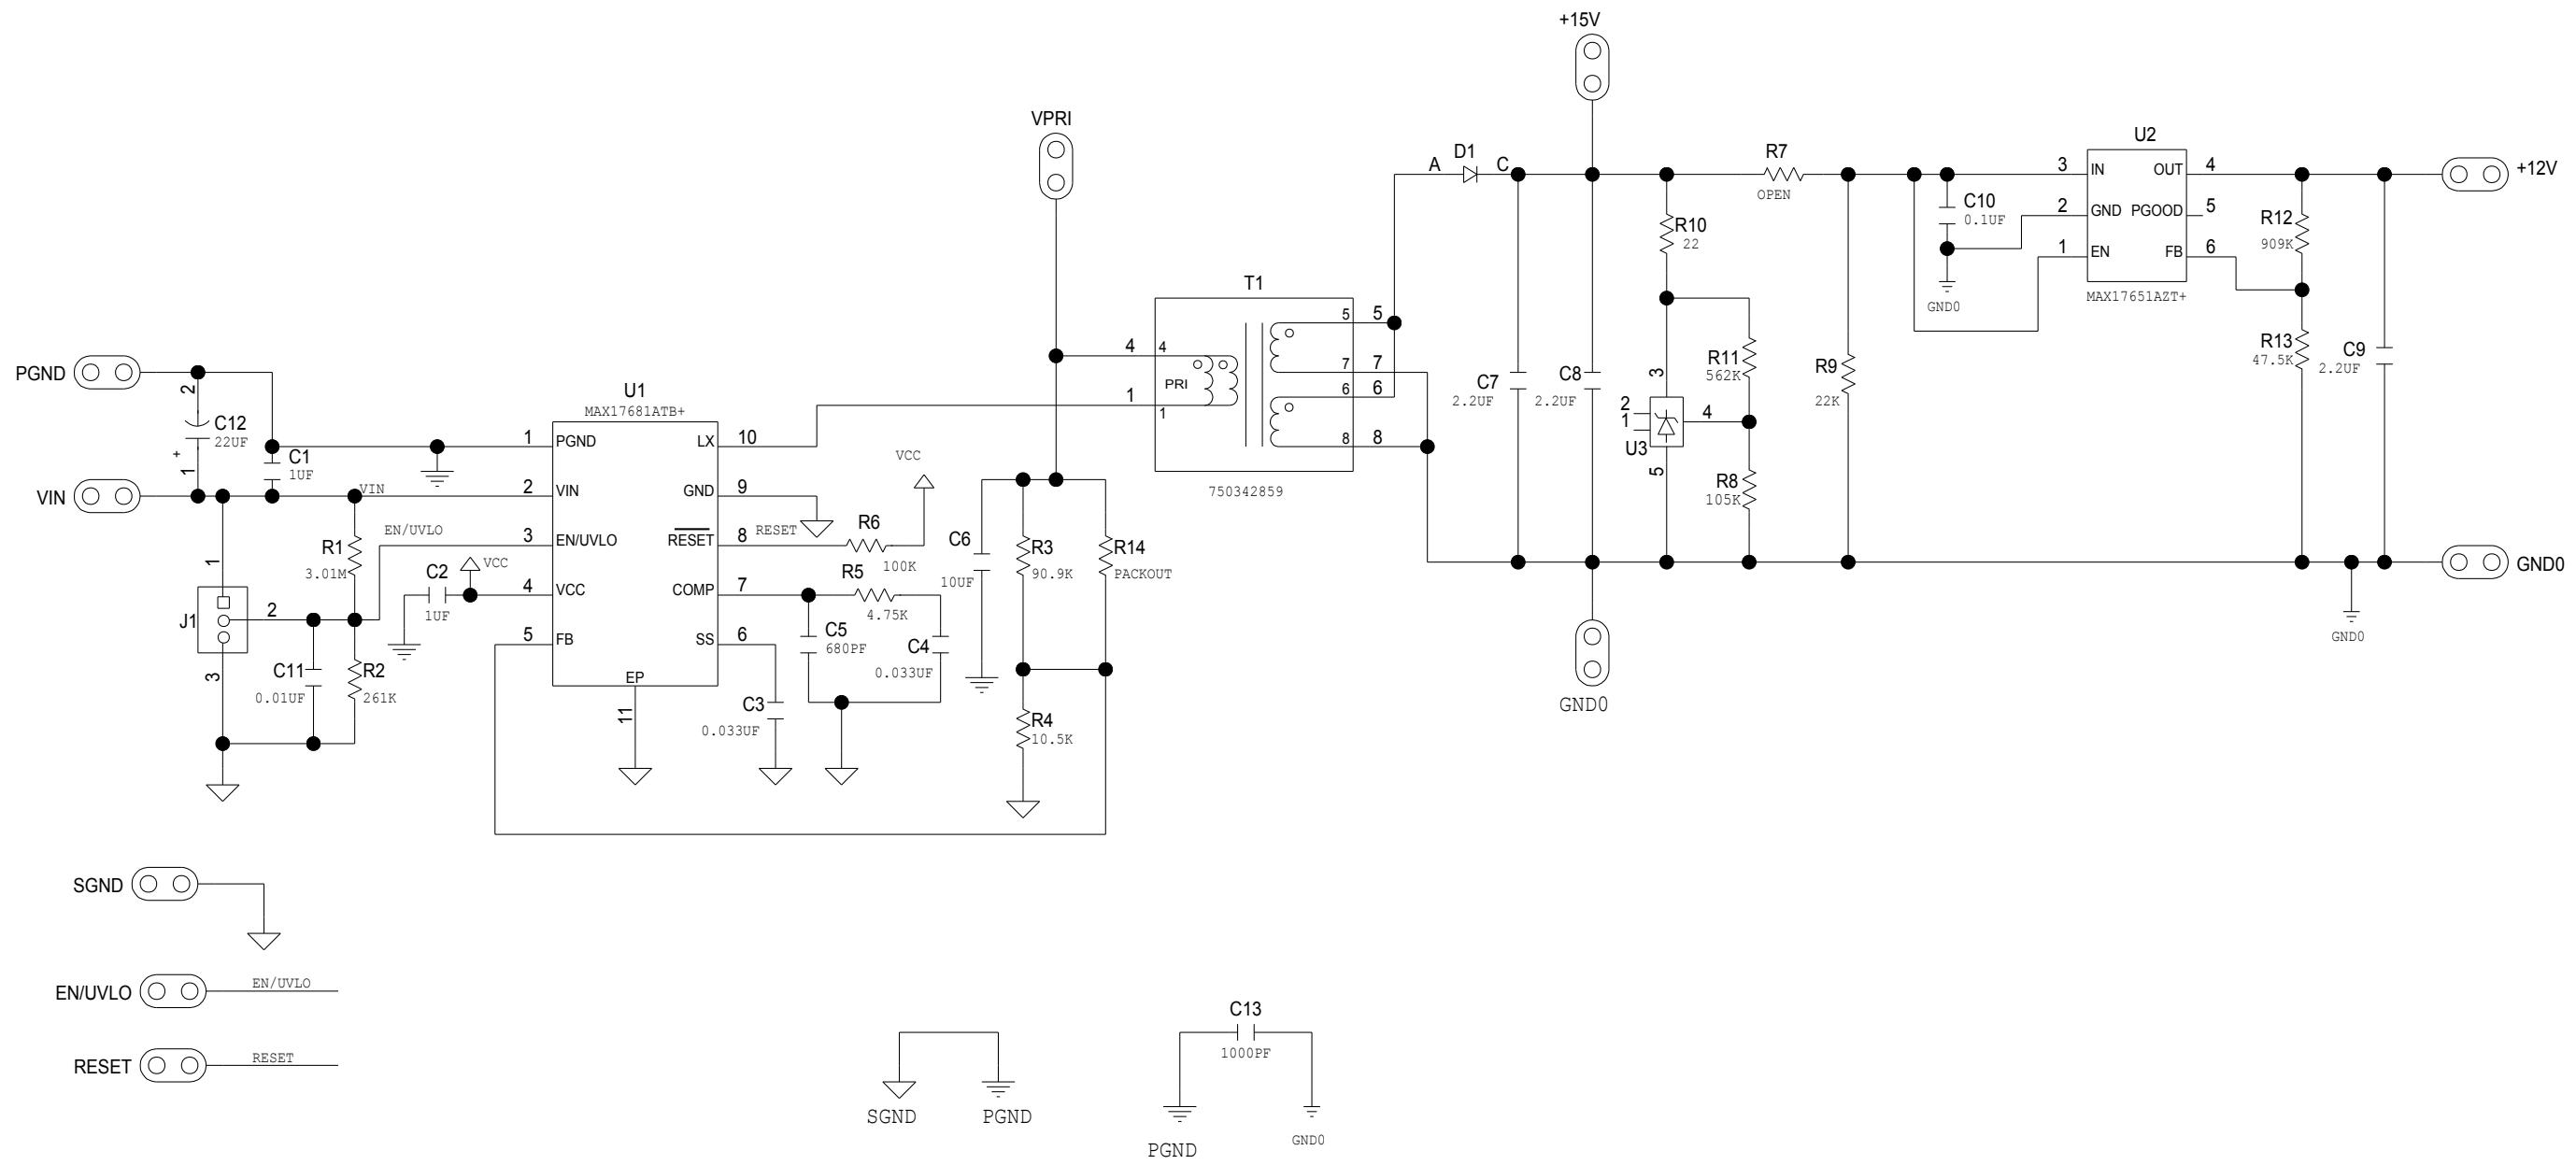 +15V
VPRI
A D1 C
R7
OPEN
U2
3 IN OUT 4
2 GND PGOOD 5
1 EN FB 6
MAX17651AZT+
+12V
C10
0.1UF
GND0
R12
909K
R13
47.5K
C9
2.2UF
R10
22
T1
4 4 PRI 1 1
5 5
7 7
6 6
8 8
750342859
C7
2.2UF
C8
2.2UF
3
2
1
U3
4
5
R11
562K
R8
105K
R9
22K
GND0
GND0
GND0
PGND
2
C12
22UF
+
1
C1
1UF
VIN
VIN
U1
MAX17681ATB+
1 PGND LX 10
2 VIN GND 9
3 EN/UVLO RESET 8
4 VCC COMP 7
5 FB SS 6
EP
11
EN/UVLO
R1
3.01M
1
J1
2
3
C11
0.01UF
R2
261K
C2
1UF
VCC
VCC
RESET
R6
100K
R5
4.75K
C5
680PF
C4
0.033UF
C3
0.033UF
C6
10UF
R3
90.9K
R14
PACKOUT
R4
10.5K
SGND
EN/UVLO
EN/UVLO
RESET
RESET
SGND
PGND
C13
1000PF
PGND
GND0